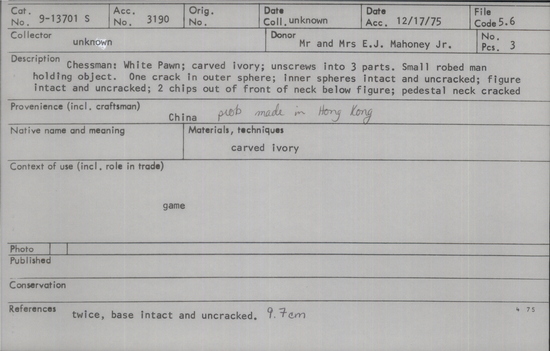 Cat. No. 9-13701 S Acc. No. 3190 Orig. No. Date Coll. unknown Date Acc. 12/17/75 File Code 5.6
Collector unknown Donor Mr and Mrs E.J. Mahoney Jr. No. Pcs. 3
Description Chessman: White Pawn; carved ivory; unscrews into 3 parts. Small robed man
holding object. One crack in outer sphere; inner spheres intact and uncracked; figure
intact and uncracked; 2 chips out of front of neck below figure; pedestal neck cracked
Provenience (incl. craftsman)
China prob made in Hong Kong
Native name and meaning Materials, techniques
carved ivory
Context of use (incl. role in trade)
game
Photo
Published
Conservation
References twice, base intact and uncracked. 9.7cm
4 75